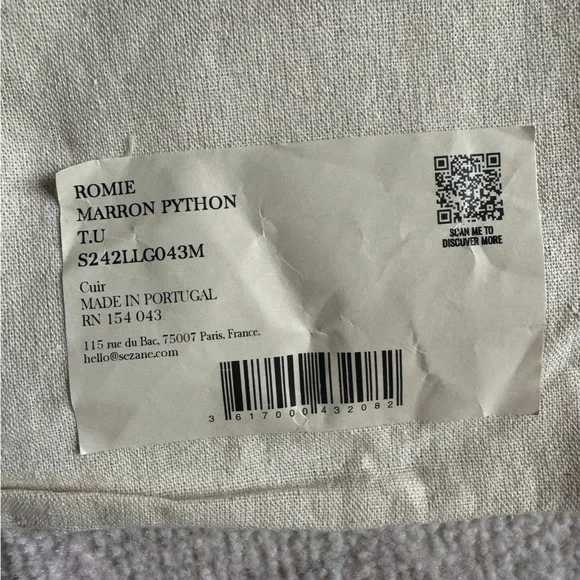 ROMIE
MARRON PYTHON
T.U
S242LLG043M
SCAN ME TO
DISCOVER MORE
Cuir
MADE IN PORTUGAL
RN 154 043
115 rue du Bac, 75007 Paris, France.
hello@sezane.com
3 617000 432082